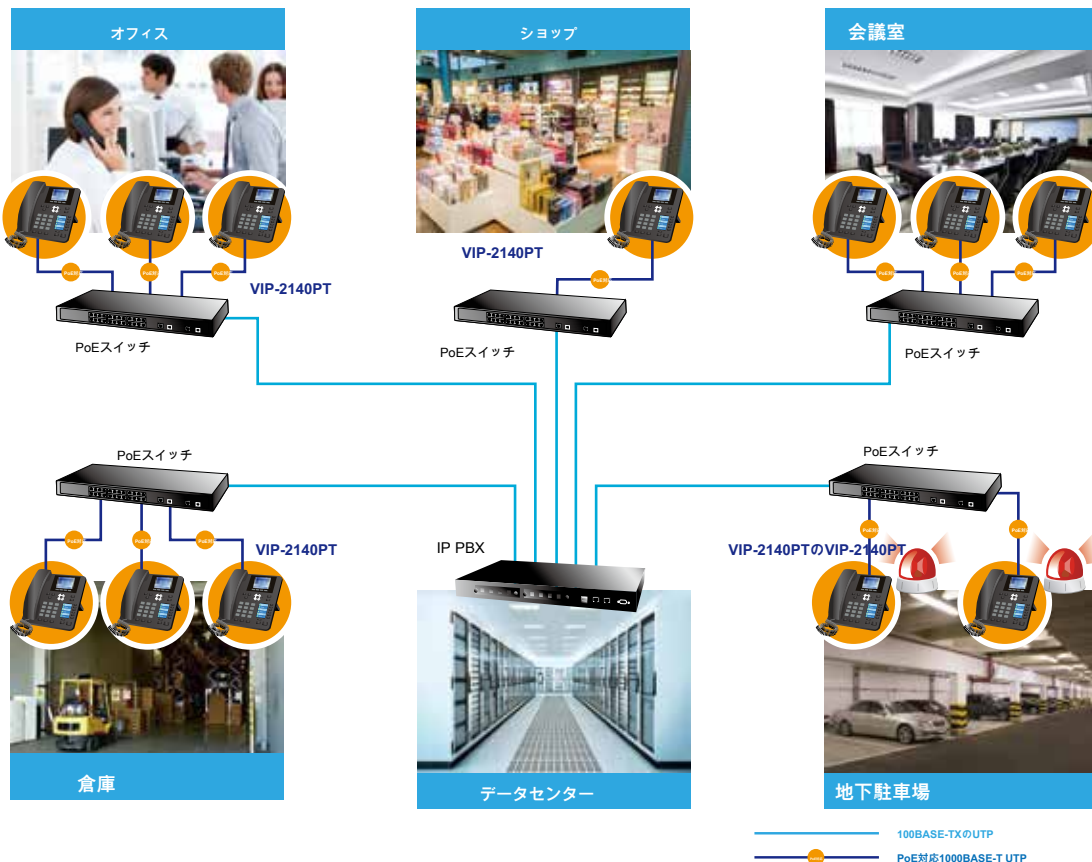 オフィス
ショップ
会議室
VIP-2140PT
VIP-2140PT
PoEスイッチ
PoEスイッチ
PoEスイッチ
PoEスイッチ
PoEスイッチ
VIP-2140PT
IP PBX
VIP-2140PTのVIP-2140PT
倉庫
データセンター
地下駐車場
100BASE-TXのUTP
PoE対応1000BASE-T UTP